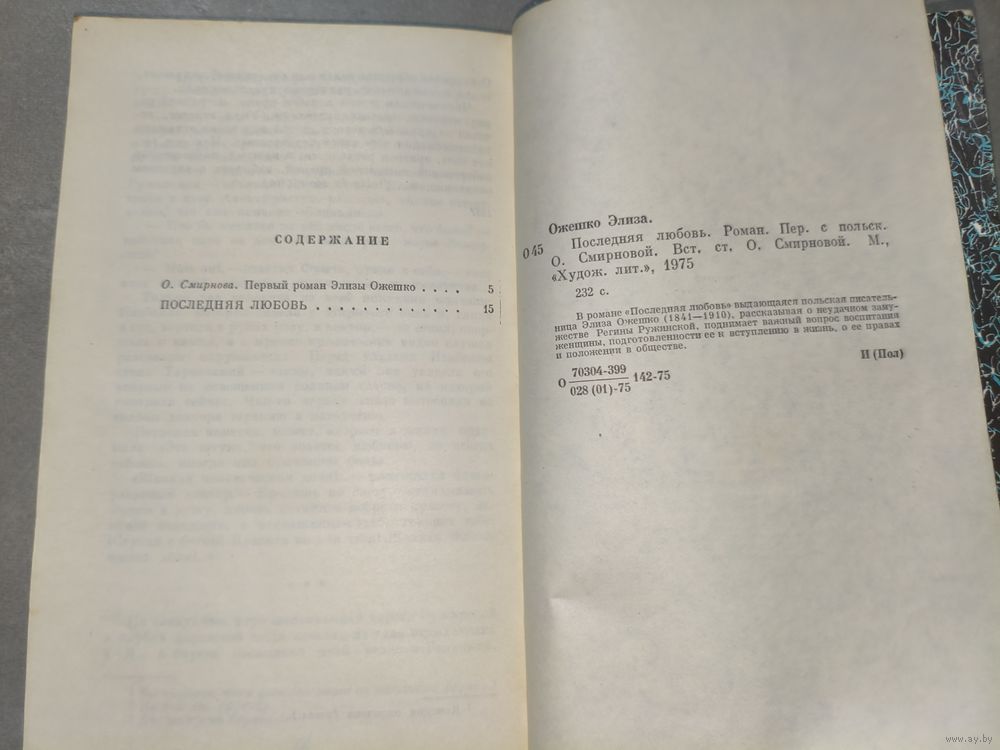 СОДЕРЖАНИЕ
О. Смирнова. Первый роман Элизы Ожешко . . . . 5
ПОСЛЕДНЯЯ ЛЮБОВЬ . . . . . . . . . . . . . 15
Ожешко Элиза.
О 45 Последняя любовь. Роман. Пер. с польск.
О. Смирновой. Вст. ст. О. Смирновой. М.,
«Худож. лит.», 1975
232 с.
В романе «Последняя любовь» выдающаяся польская писатель-
ница Элиза Ожешко (1841—1910), рассказывая о неудачном заму-
жестве Регины Ружинской, поднимает важный вопрос воспитания
женщины, подготовленности ее к вступлению в жизнь, о ее правах
и положении в обществе.
О 70304-399 142-75
028 (01)-75
И (Пол)
www.ay.by